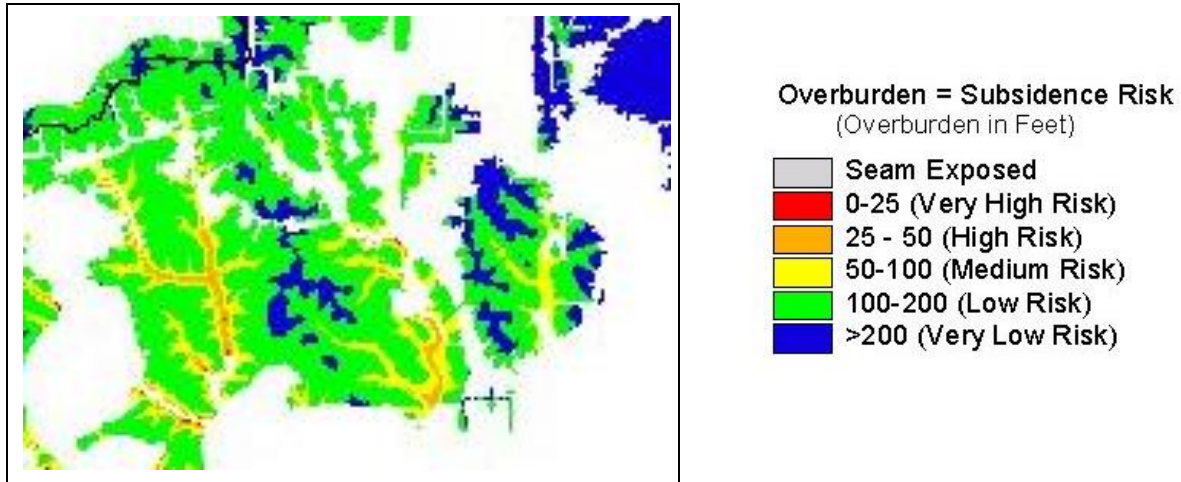 Overburden = Subsidence Risk
(Overburden in Feet)
Seam Exposed
0-25 (Very High Risk)
25 - 50 (High Risk)
50-100 (Medium Risk)
100-200 (Low Risk)
>200 (Very Low Risk)